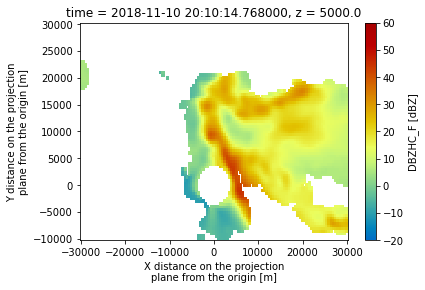 time = 2018-11-10 20:10:14.768000, z = 5000.0
30000
25000
20000
15000
10000
5000
0
−5000
−10000
Y distance on the projection
plane from the origin [m]
−30000 −20000 −10000 0 10000 20000 30000
X distance on the projection
plane from the origin [m]
60
50
40
30
20
10
0
−10
−20
DBZHC_F [dBZ]